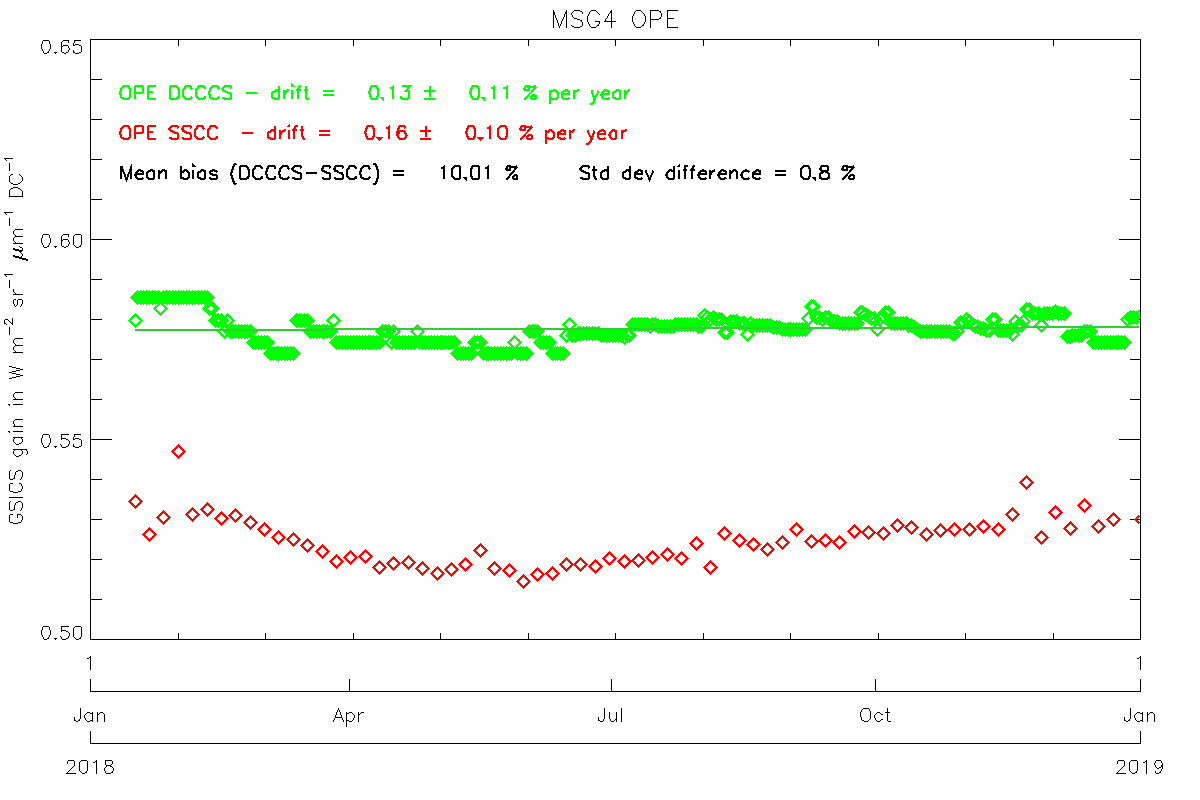 MSG4 OPE
0.65
OPE DCCCS - drift = 0.13 ± 0.11 % per year
OPE SSCC - drift = 0.16 ± 0.10 % per year
Mean bias (DCCCS-SSCC) = 10.01 % Std dev difference = 0.8 %
0.60
0.55
0.50
GSICS gain in W m⁻² sr⁻¹ μm⁻¹ DC⁻¹
1 1
Jan Apr Jul Oct Jan
2018 2019